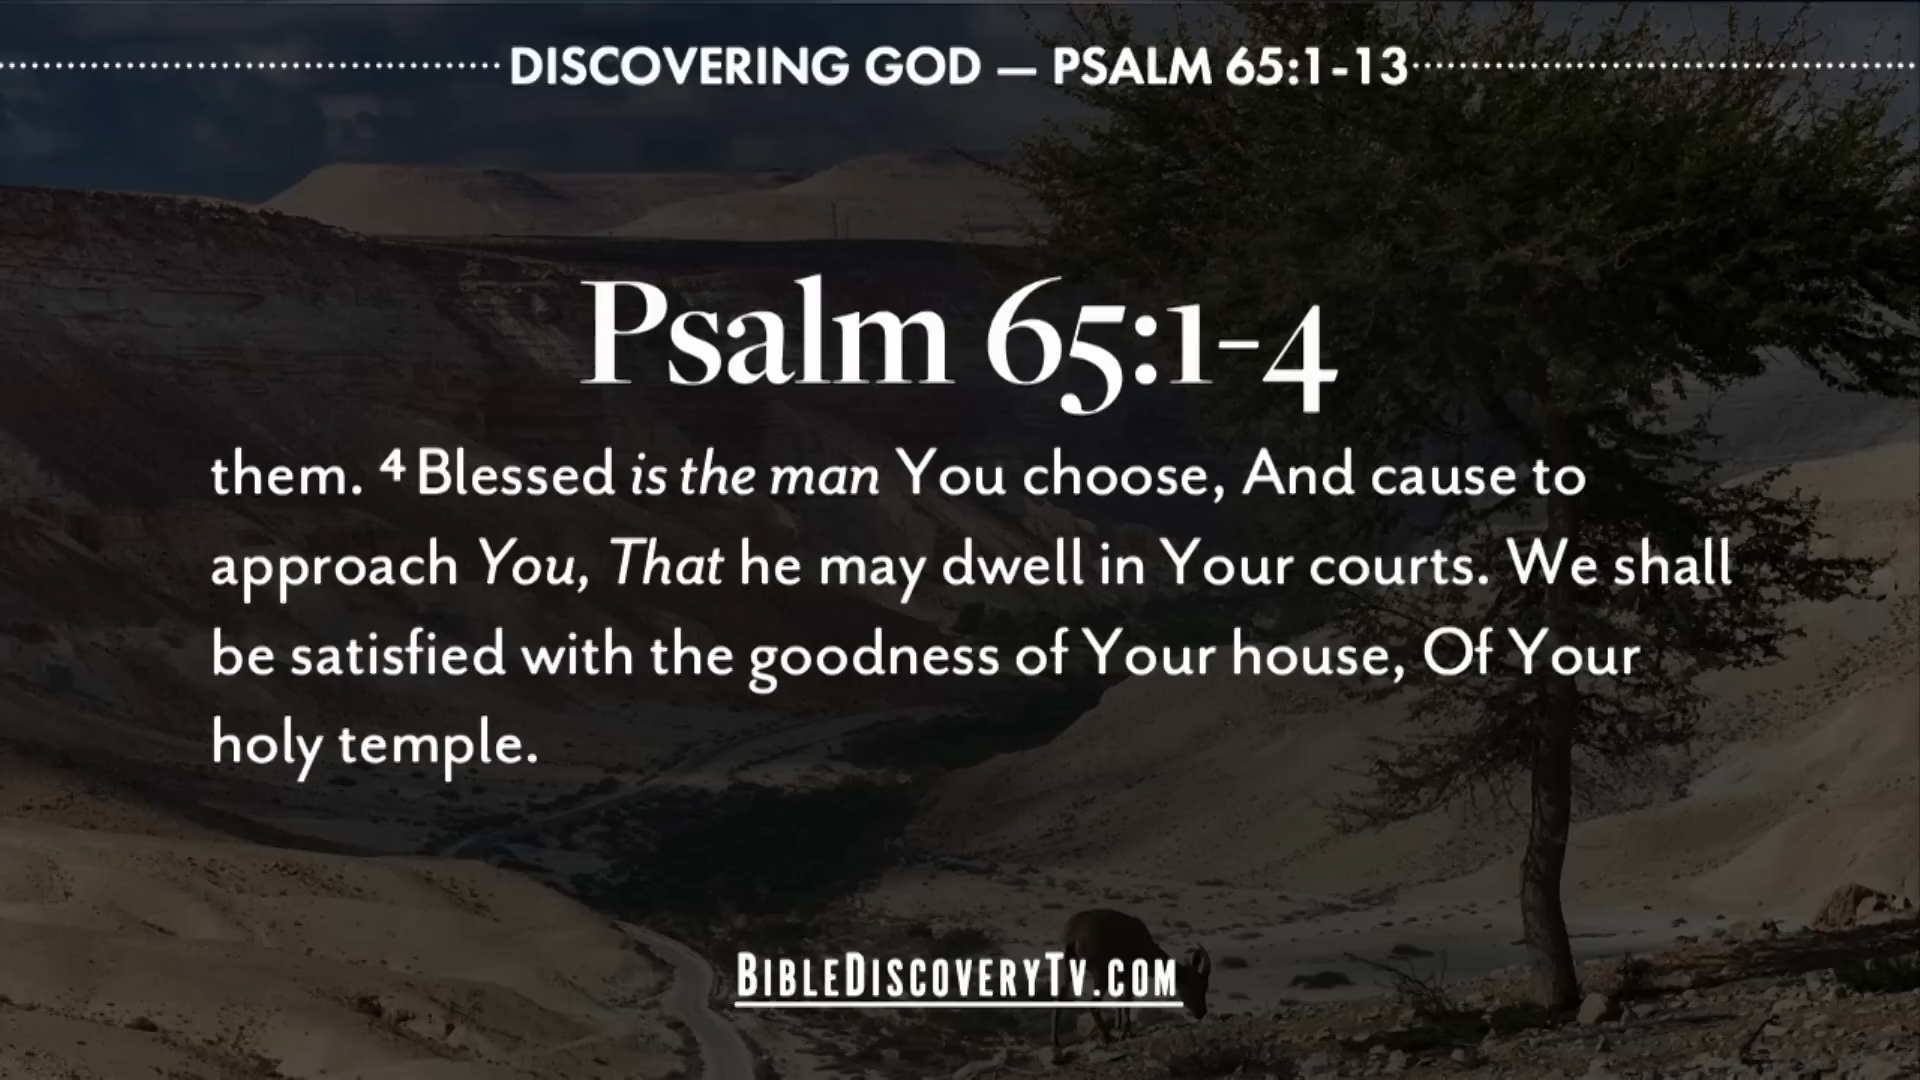 DISCOVERING GOD — PSALM 65:1-13
Psalm 65:1-4
them. 4 Blessed is the man You choose, And cause to
approach You, That he may dwell in Your courts. We shall
be satisfied with the goodness of Your house, Of Your
holy temple.
BIBLEDISCOVERYTV.COM